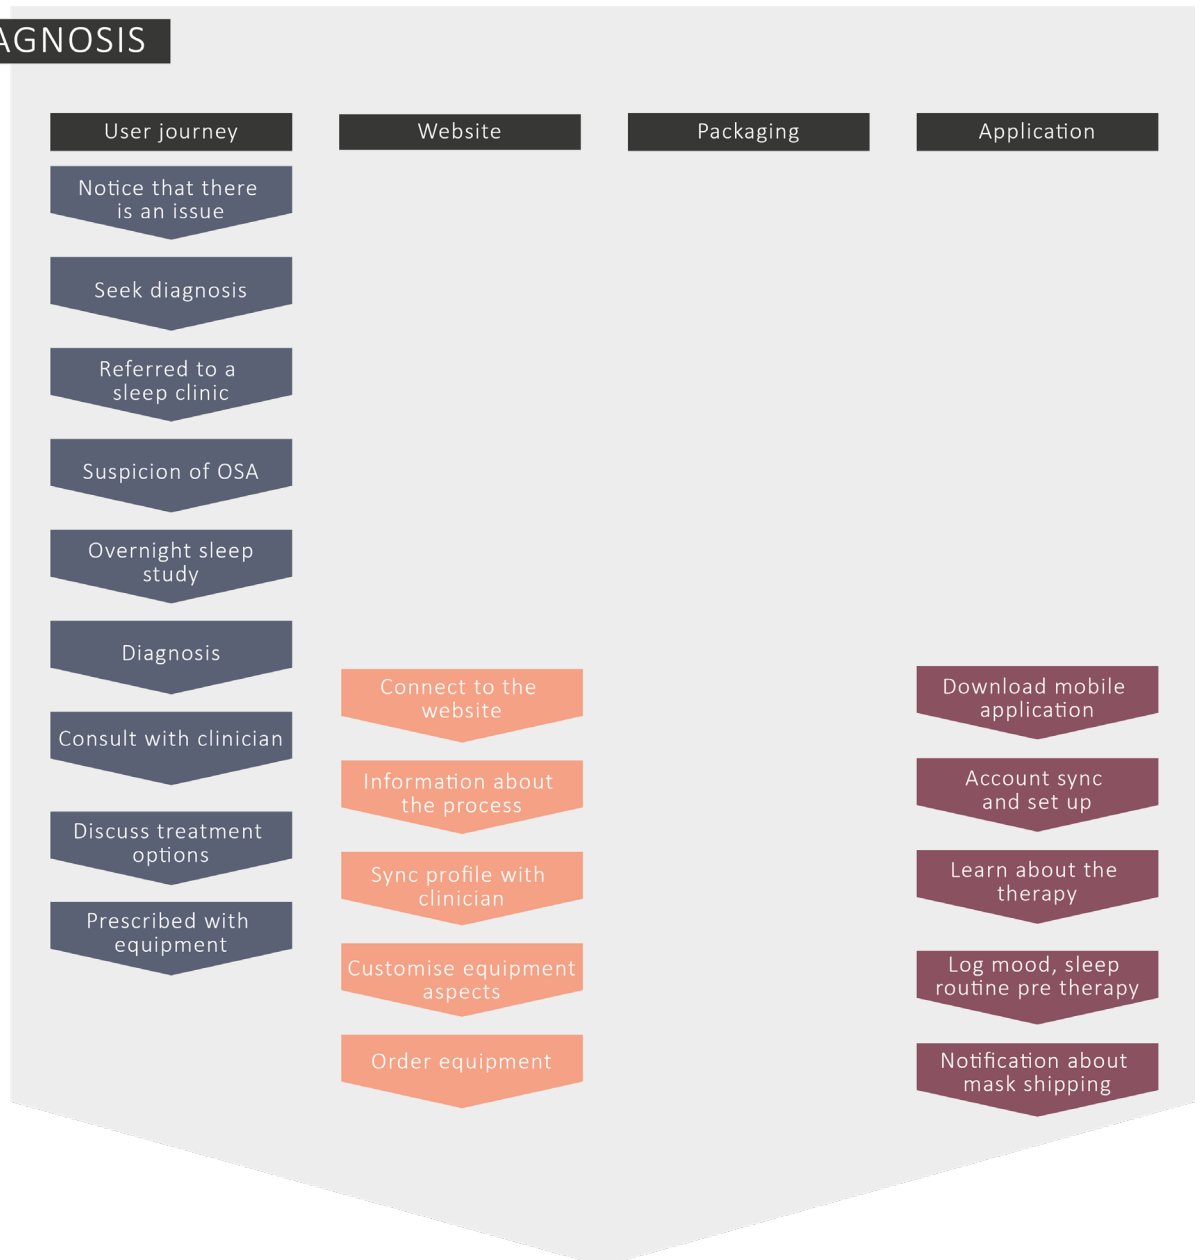 AGNOSIS
User journey
Website
Packaging
Application
Notice that there
is an issue
Seek diagnosis
Referred to a
sleep clinic
Suspicion of OSA
Overnight sleep
study
Diagnosis
Consult with clinician
Discuss treatment
options
Prescribed with
equipment
Connect to the
website
Information about
the process
Sync profile with
clinician
Customise equipment
aspects
Order equipment
Download mobile
application
Account sync
and set up
Learn about the
therapy
Log mood, sleep
routine pre therapy
Notification about
mask shipping